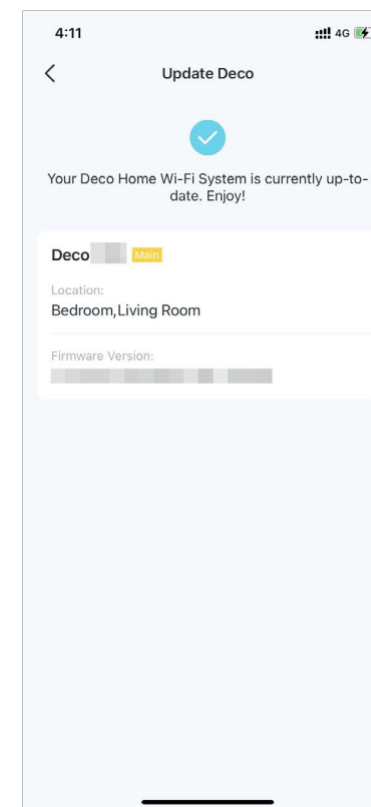 4:11
4G
Update Deco
Your Deco Home Wi-Fi System is currently up-to-
date. Enjoy!
Deco Main
Location:
Bedroom,Living Room
Firmware Version: